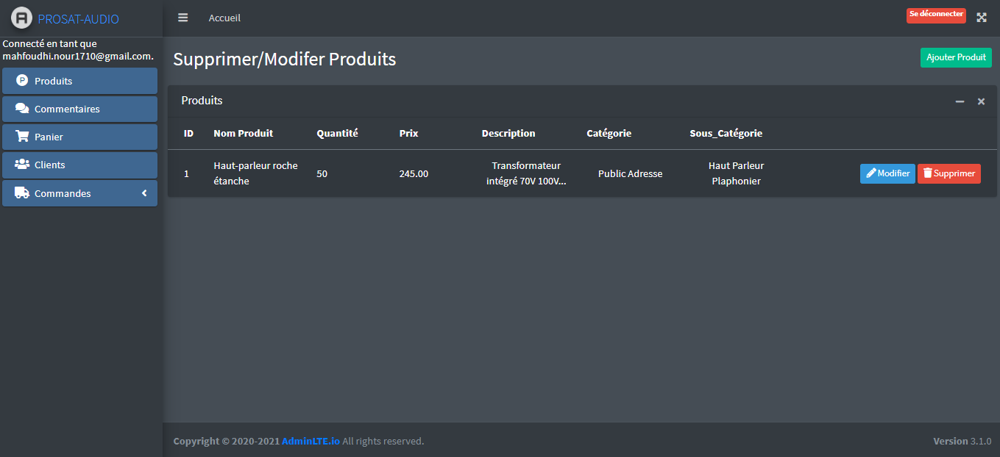 PROSAT-AUDIO
Accueil
Se déconnecter
Connecté en tant que
mahfoudhi.nour1710@gmail.com.
Produits
Commentaires
Panier
Clients
Commandes
Supprimer/Modifer Produits
Ajouter Produit
Produits
ID Nom Produit Quantité Prix Description Catégorie Sous_Catégorie
1 Haut-parleur roche étanche 50 245.00 Transformateur intégré 70V 100V... Public Adresse Haut Parleur Plaphonier Modifier Supprimer
Copyright © 2020-2021 AdminLTE.io All rights reserved.
Version 3.1.0